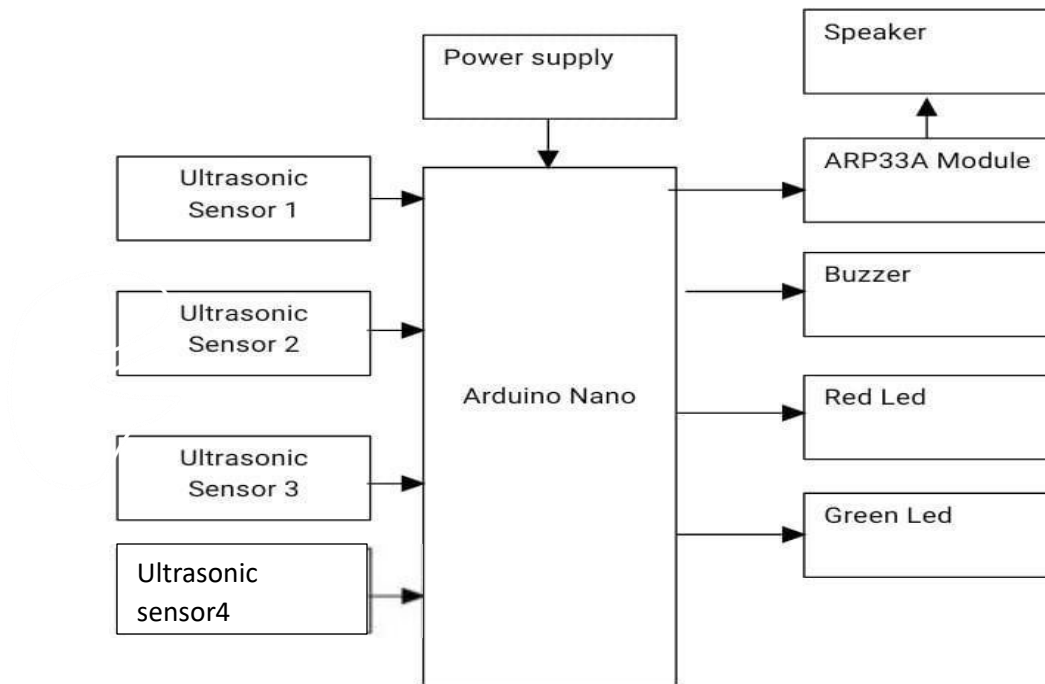 Speaker
Power supply
ARP33A Module
Ultrasonic
Sensor 1
Buzzer
Ultrasonic
Sensor 2
Arduino Nano
Red Led
Ultrasonic
Sensor 3
Green Led
Ultrasonic
sensor4